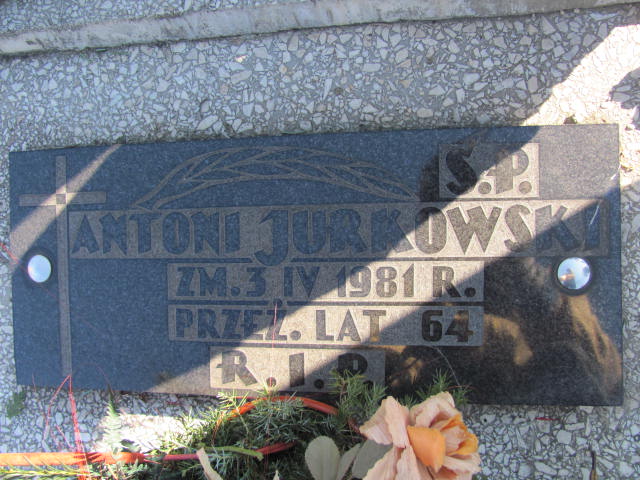 Ś.P.
ANTONI JURKOWSKI
ZM. 3 IV 1981 R.
PRZEŻ. LAT 64
R.I.P.